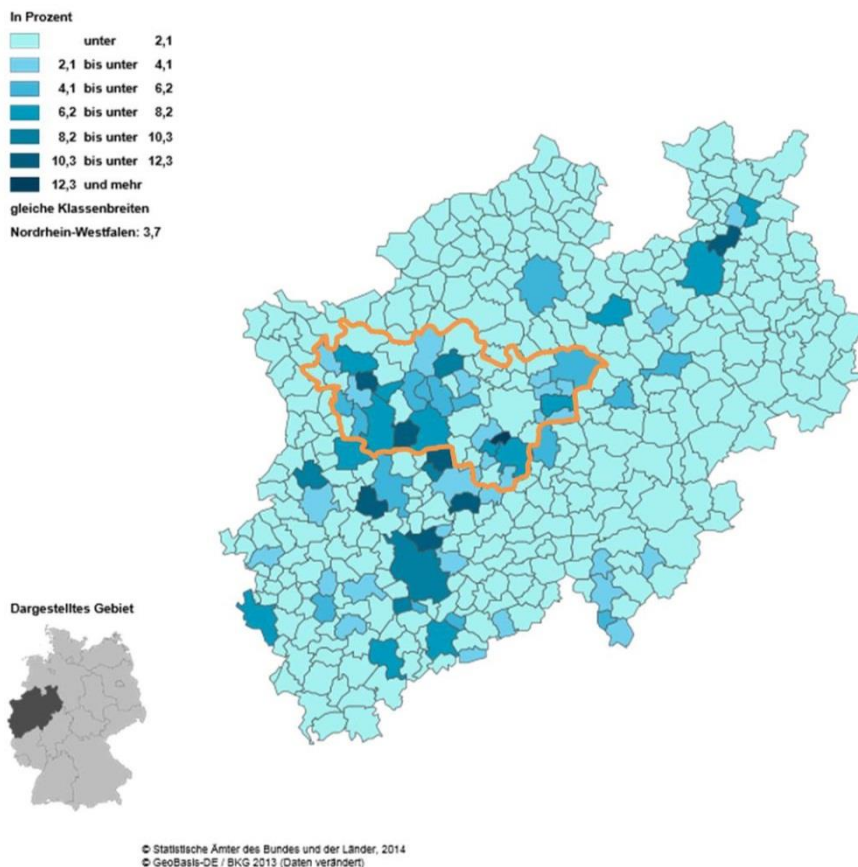 In Prozent
unter 2,1
2,1 bis unter 4,1
4,1 bis unter 6,2
6,2 bis unter 8,2
8,2 bis unter 10,3
10,3 bis unter 12,3
12,3 und mehr
gleiche Klassenbreiten
Nordrhein-Westfalen: 3,7
Dargestelltes Gebiet
© Statistische Ämter des Bundes und der Länder, 2014
© GeoBasis-DE / BKG 2013 (Daten verändert)